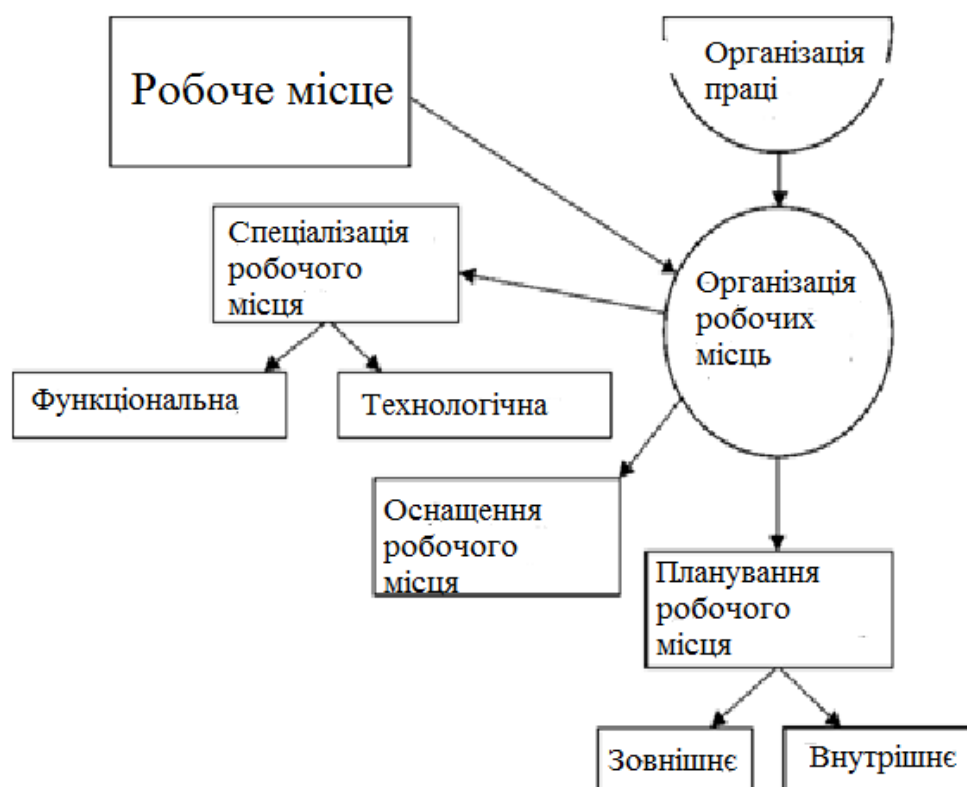 Робоче місце
Організація
праці
Спеціалізація
робочого
місця
Організація
робочих
місць
Функціональна
Технологічна
Оснащення
робочого
місця
Планування
робочого
місця
Зовнішнє
Внутрішнє